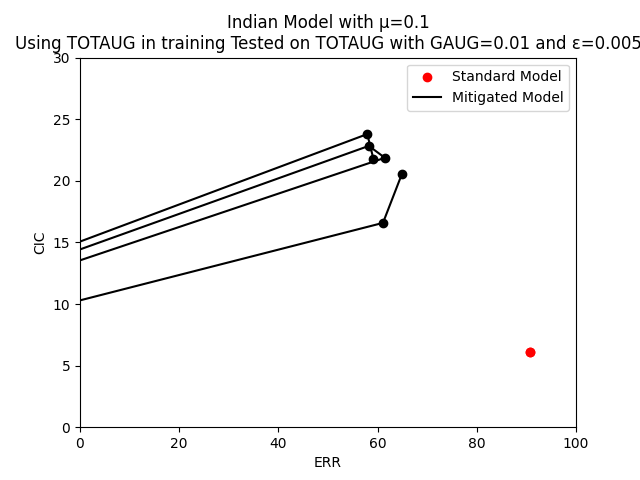 Indian Model with μ=0.1
Using TOTAUG in training Tested on TOTAUG with GAUG=0.01 and ε=0.005
Standard Model
Mitigated Model
30
25
20
15
10
5
0
CIC
0 20 40 60 80 100
ERR